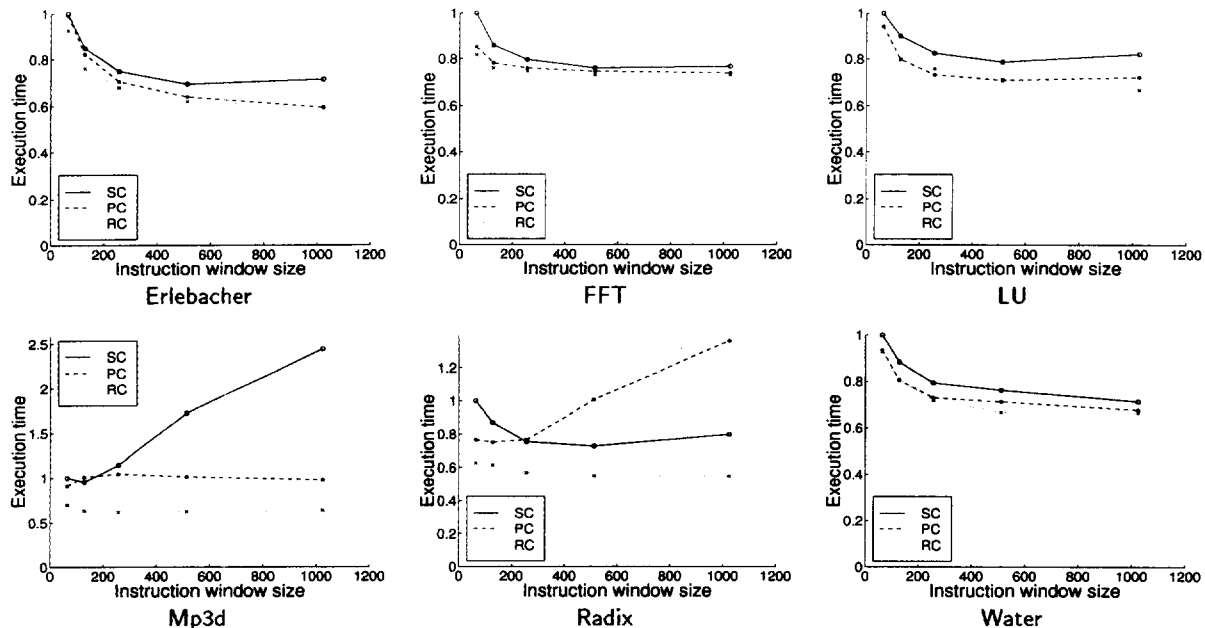 Execution time
1
0.8
0.6
0.4
0.2
0
SC
PC
RC
0 200 400 600 800 1000 1200
Instruction window size
Erlebacher
Execution time
1
0.8
0.6
0.4
0.2
0
SC
PC
RC
0 200 400 600 800 1000 1200
Instruction window size
FFT
Execution time
1
0.8
0.6
0.4
0.2
0
SC
PC
RC
0 200 400 600 800 1000 1200
Instruction window size
LU
Execution time
2.5
2
1.5
1
0.5
0
SC
PC
RC
0 200 400 600 800 1000 1200
Instruction window size
Mp3d
Execution time
1.2
1
0.8
0.6
0.4
0.2
0
SC
PC
RC
0 200 400 600 800 1000 1200
Instruction window size
Radix
Execution time
1
0.8
0.6
0.4
0.2
0
SC
PC
RC
0 200 400 600 800 1000 1200
Instruction window size
Water